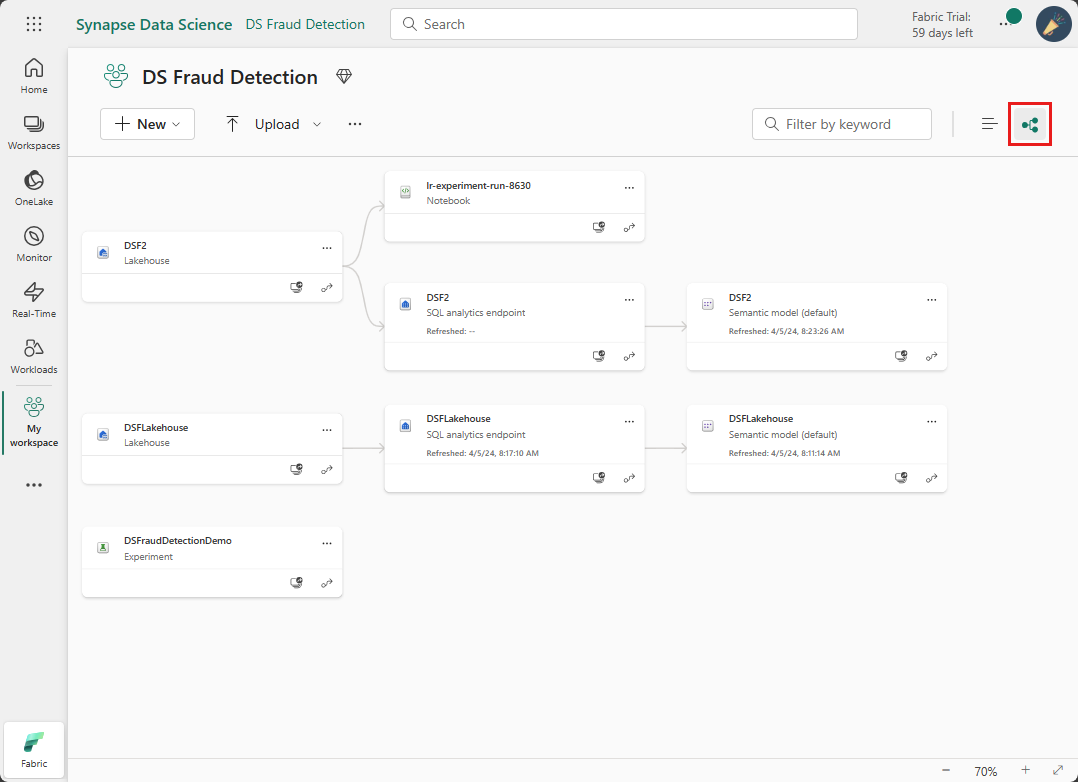 Synapse Data Science
DS Fraud Detection
Search
Fabric Trial:
59 days left
Home
Workspaces
OneLake
Monitor
Real-Time
Workloads
My
workspace
Fabric
DS Fraud Detection
New
Upload
Filter by keyword
DSF2
Lakehouse
lr-experiment-run-8630
Notebook
DSF2
SQL analytics endpoint
Refreshed: --
DSF2
Semantic model (default)
Refreshed: 4/5/24, 8:23:26 AM
DSFLakehouse
Lakehouse
DSFLakehouse
SQL analytics endpoint
Refreshed: 4/5/24, 8:17:10 AM
DSFLakehouse
Semantic model (default)
Refreshed: 4/5/24, 8:11:14 AM
DSFraudDetectionDemo
Experiment
70%